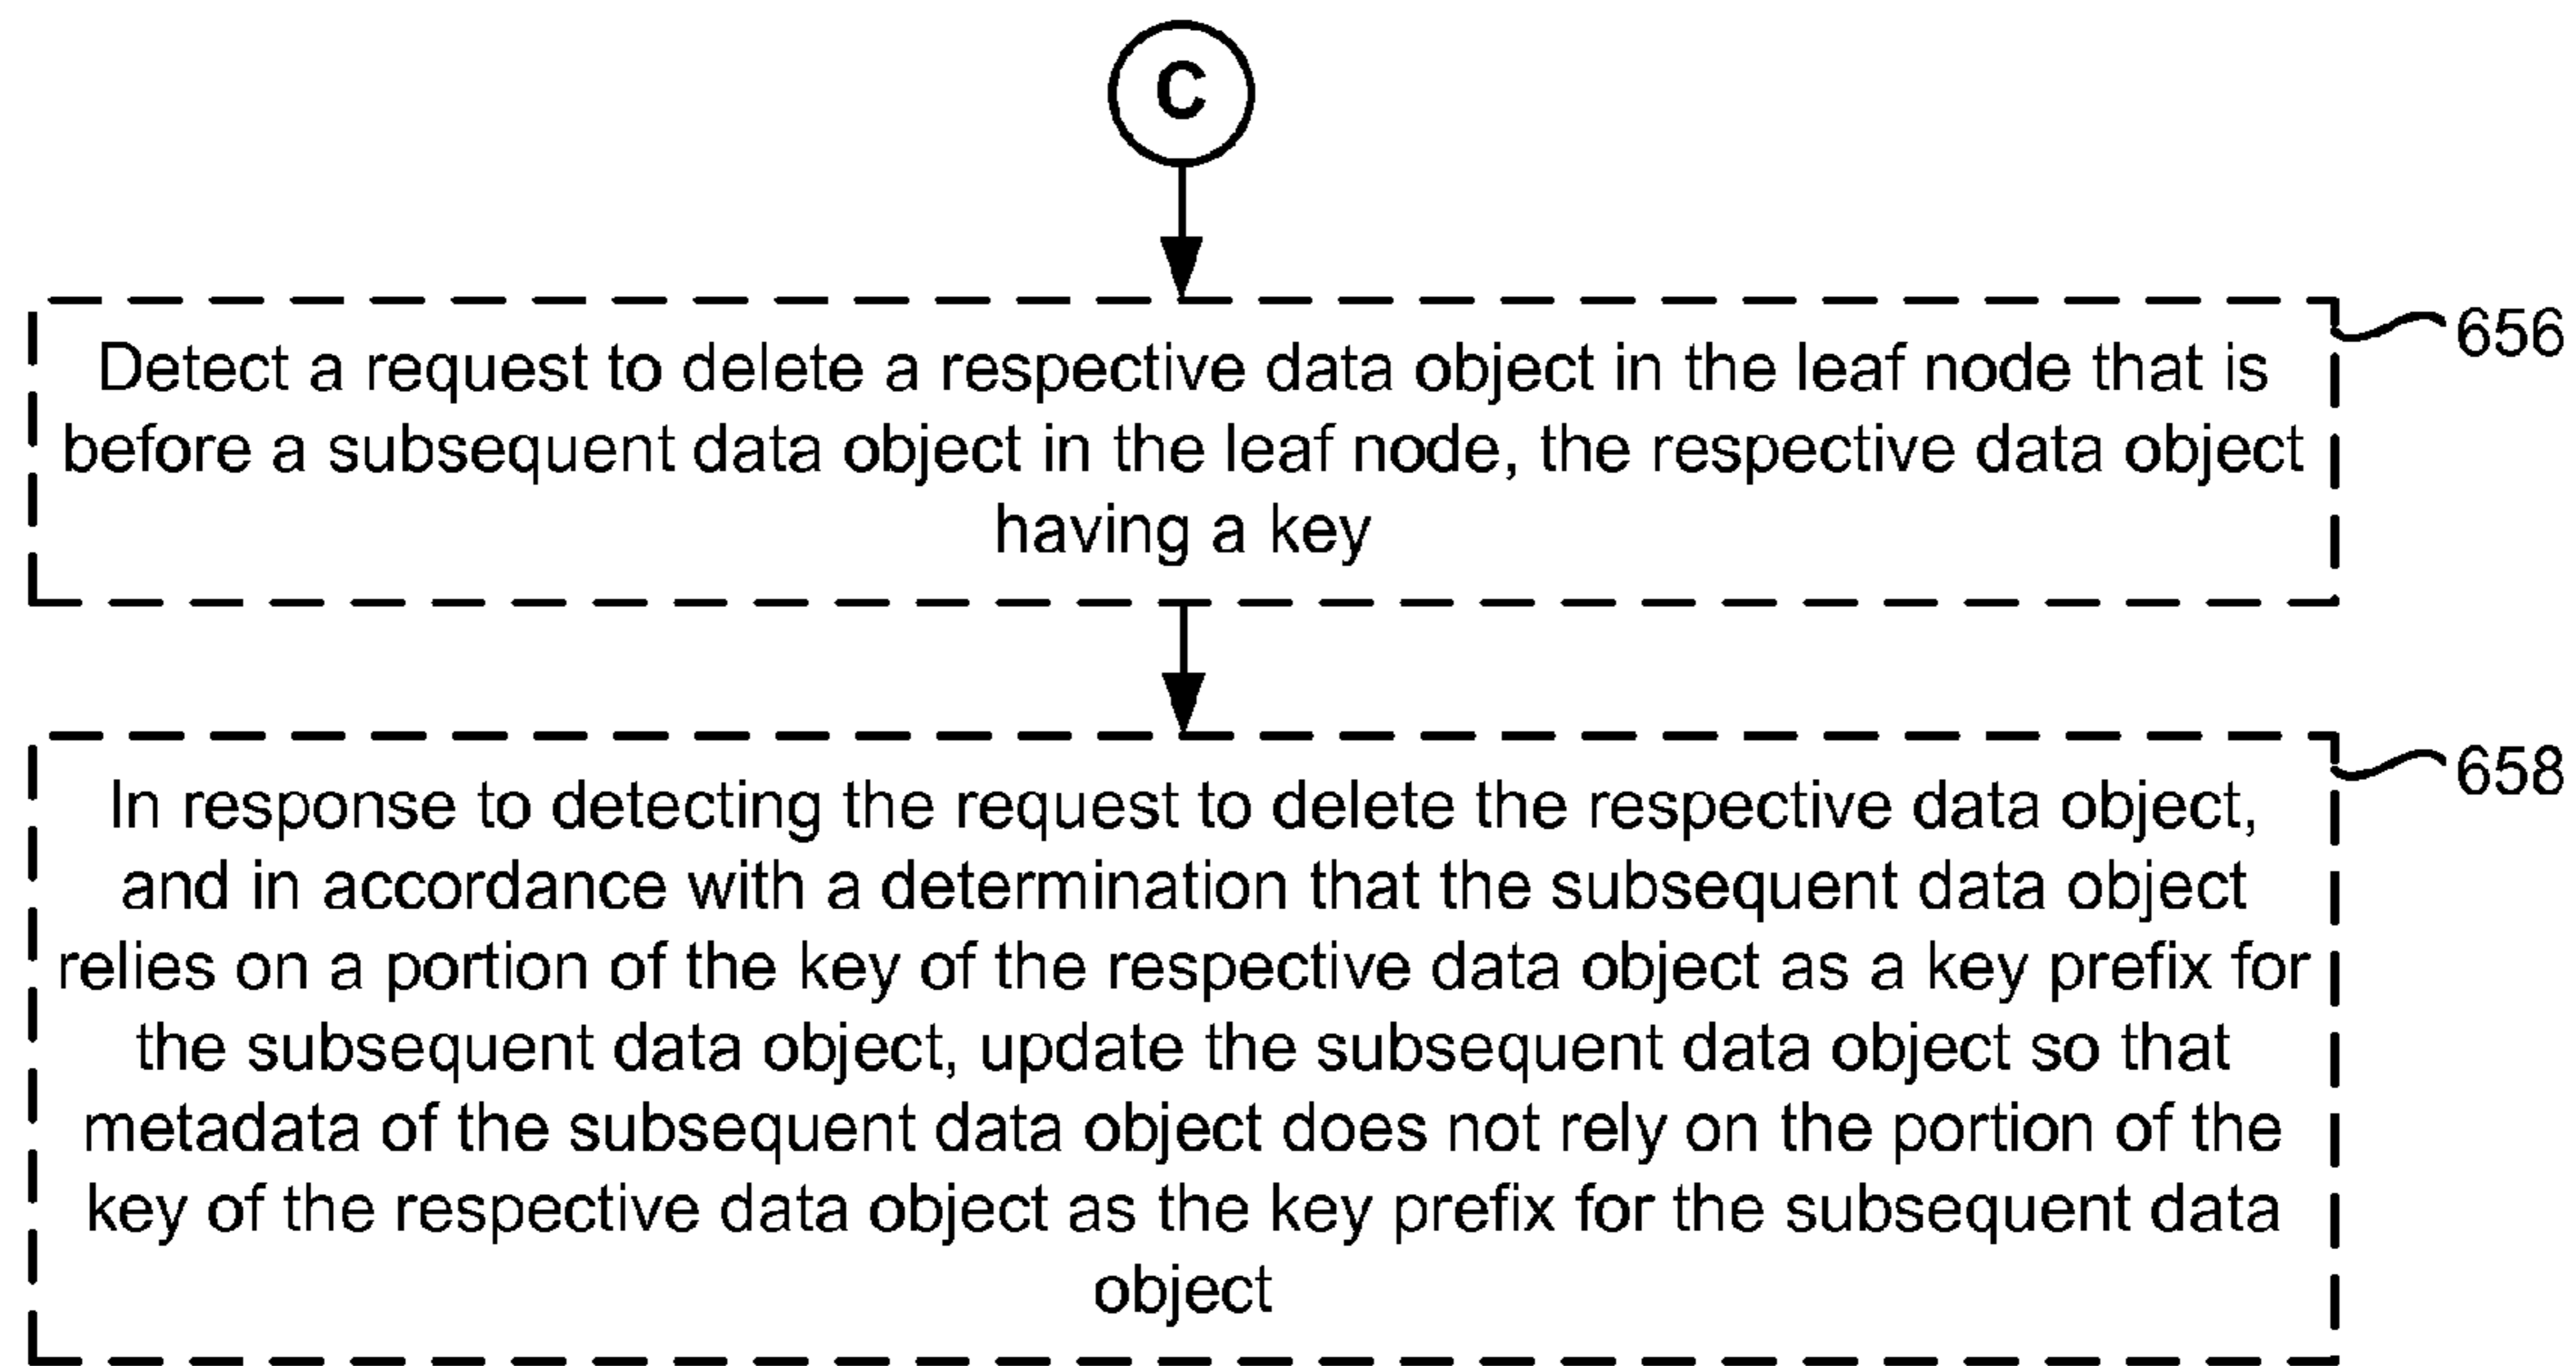 C
Detect a request to delete a respective data object in the leaf node that is
before a subsequent data object in the leaf node, the respective data object
having a key
656
In response to detecting the request to delete the respective data object,
and in accordance with a determination that the subsequent data object
relies on a portion of the key of the respective data object as a key prefix for
the subsequent data object, update the subsequent data object so that
metadata of the subsequent data object does not rely on the portion of the
key of the respective data object as the key prefix for the subsequent data
object
658